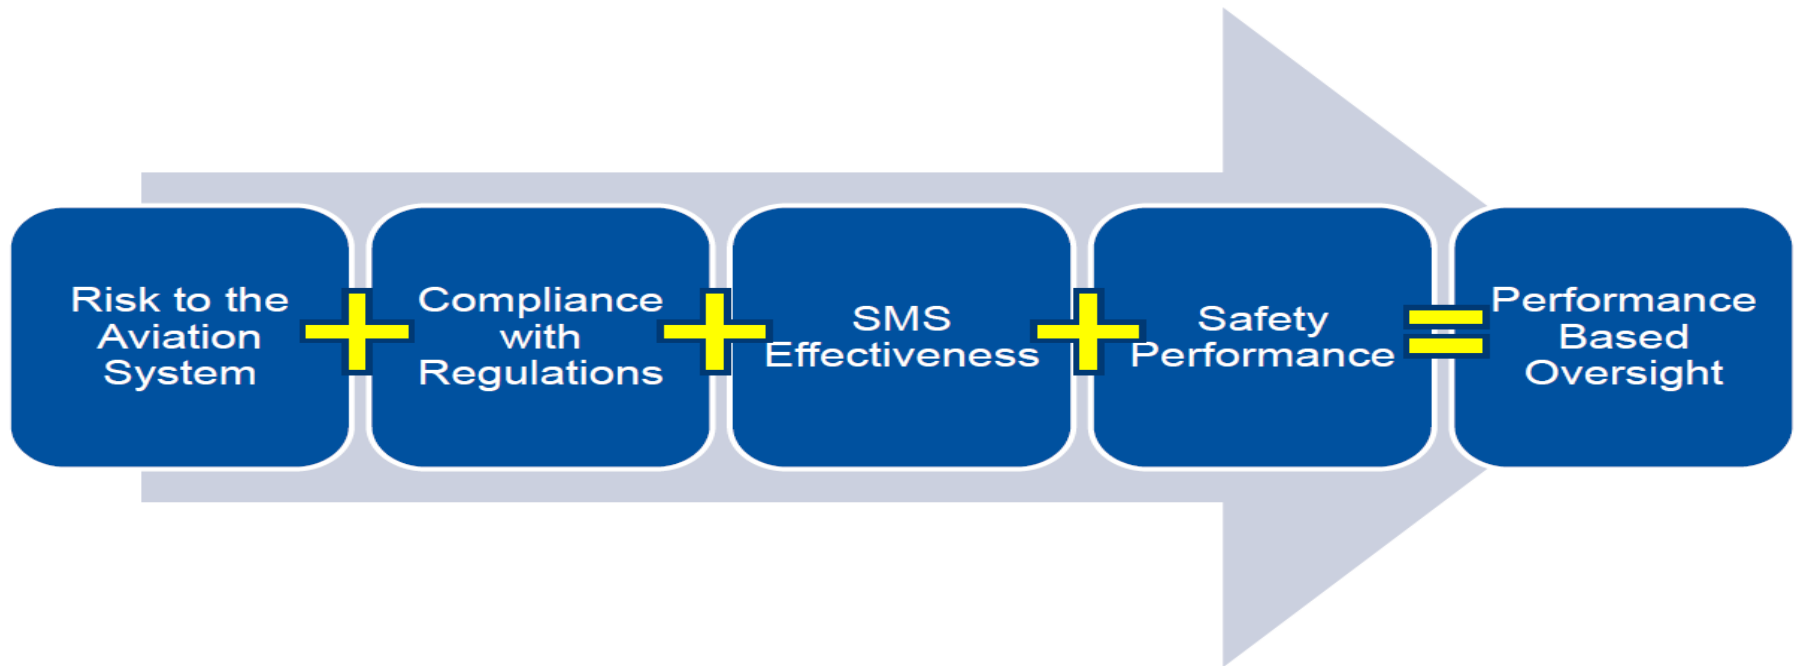 Risk to the
Aviation
System
Compliance
with
Regulations
SMS
Effectiveness
Safety
Performance
Performance
Based
Oversight